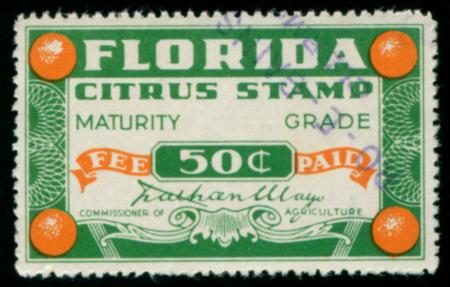 FLORIDA
CITRUS STAMP
MATURITY GRADE
FEE 50¢ PAID
Nathan Mayo
COMMISSIONER OF AGRICULTURE